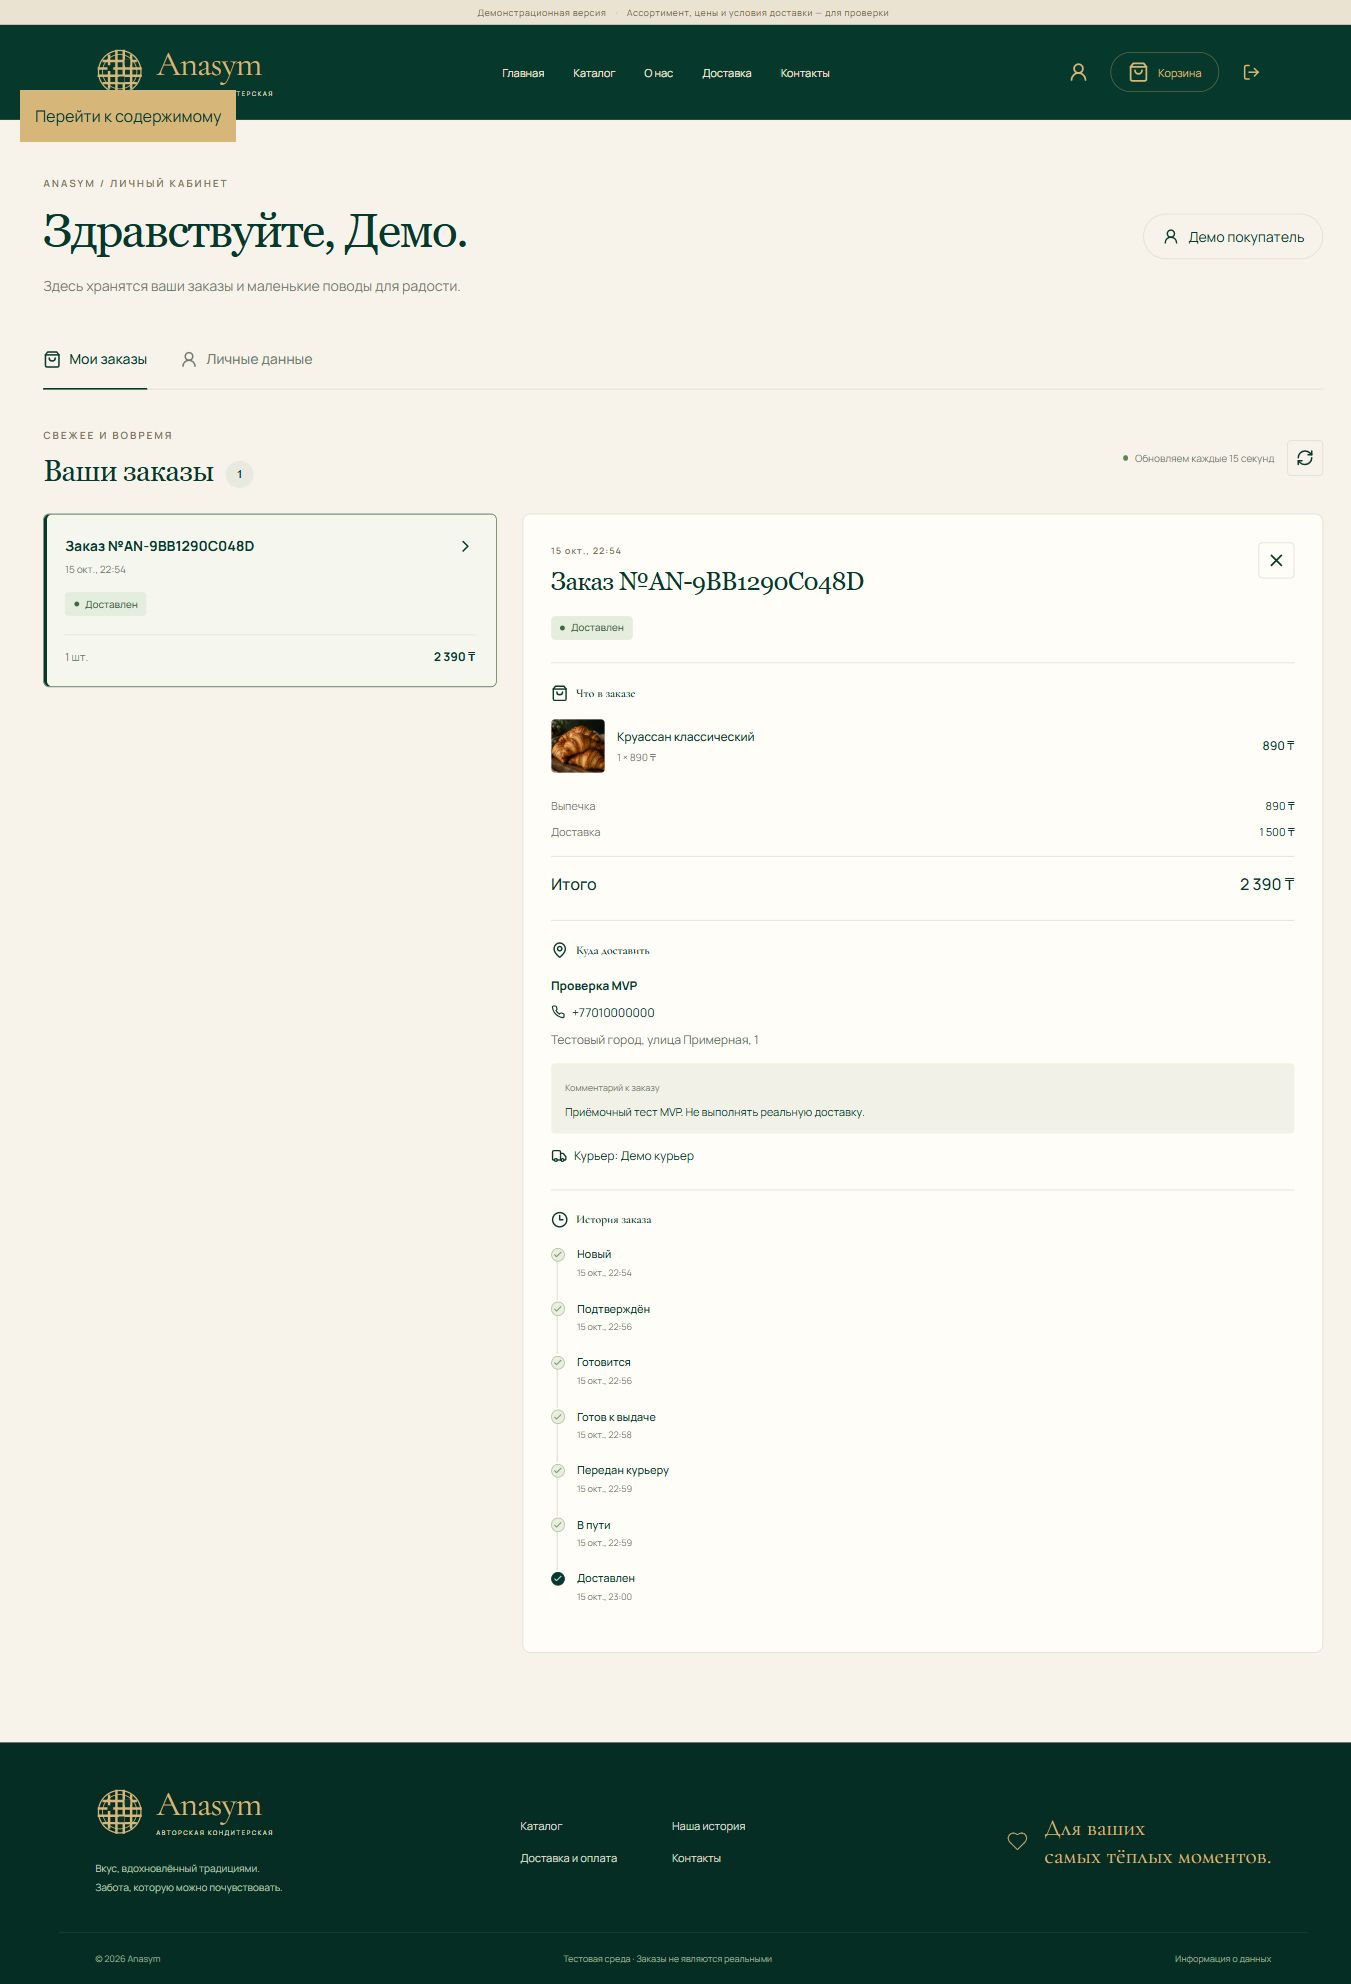 Демонстрационная версия · Ассортимент, цены и условия доставки — для проверки
Anasym
ТЕРСКАЯ
Главная
Каталог
О нас
Доставка
Контакты
Корзина
Перейти к содержимому
ANASYM / ЛИЧНЫЙ КАБИНЕТ
Здравствуйте, Демо.
Демо покупатель
Здесь хранятся ваши заказы и маленькие поводы для радости.
Мои заказы
Личные данные
СВЕЖЕЕ И ВОВРЕМЯ
Ваши заказы 1
Обновляем каждые 15 секунд
Заказ №AN-9BB1290C048D
15 окт., 22:54
Доставлен
1 шт.
2 390 ₸
15 окт., 22:54
Заказ №AN-9BB1290C048D
Доставлен
Что в заказе
Круассан классический
1 × 890 ₸
890 ₸
Выпечка
890 ₸
Доставка
1 500 ₸
Итого
2 390 ₸
Куда доставить
Проверка MVP
+77010000000
Тестовый город, улица Примерная, 1
Комментарий к заказу
Приёмочный тест MVP. Не выполнять реальную доставку.
Курьер: Демо курьер
История заказа
Новый
15 окт., 22:54
Подтверждён
15 окт., 22:56
Готовится
15 окт., 22:56
Готов к выдаче
15 окт., 22:58
Передан курьеру
15 окт., 22:59
В пути
15 окт., 22:59
Доставлен
15 окт., 23:00
Anasym
АВТОРСКАЯ КОНДИТЕРСКАЯ
Вкус, вдохновлённый традициями.
Забота, которую можно почувствовать.
Каталог
Наша история
Доставка и оплата
Контакты
Для ваших
самых тёплых моментов.
© 2026 Anasym
Тестовая среда · Заказы не являются реальными
Информация о данных